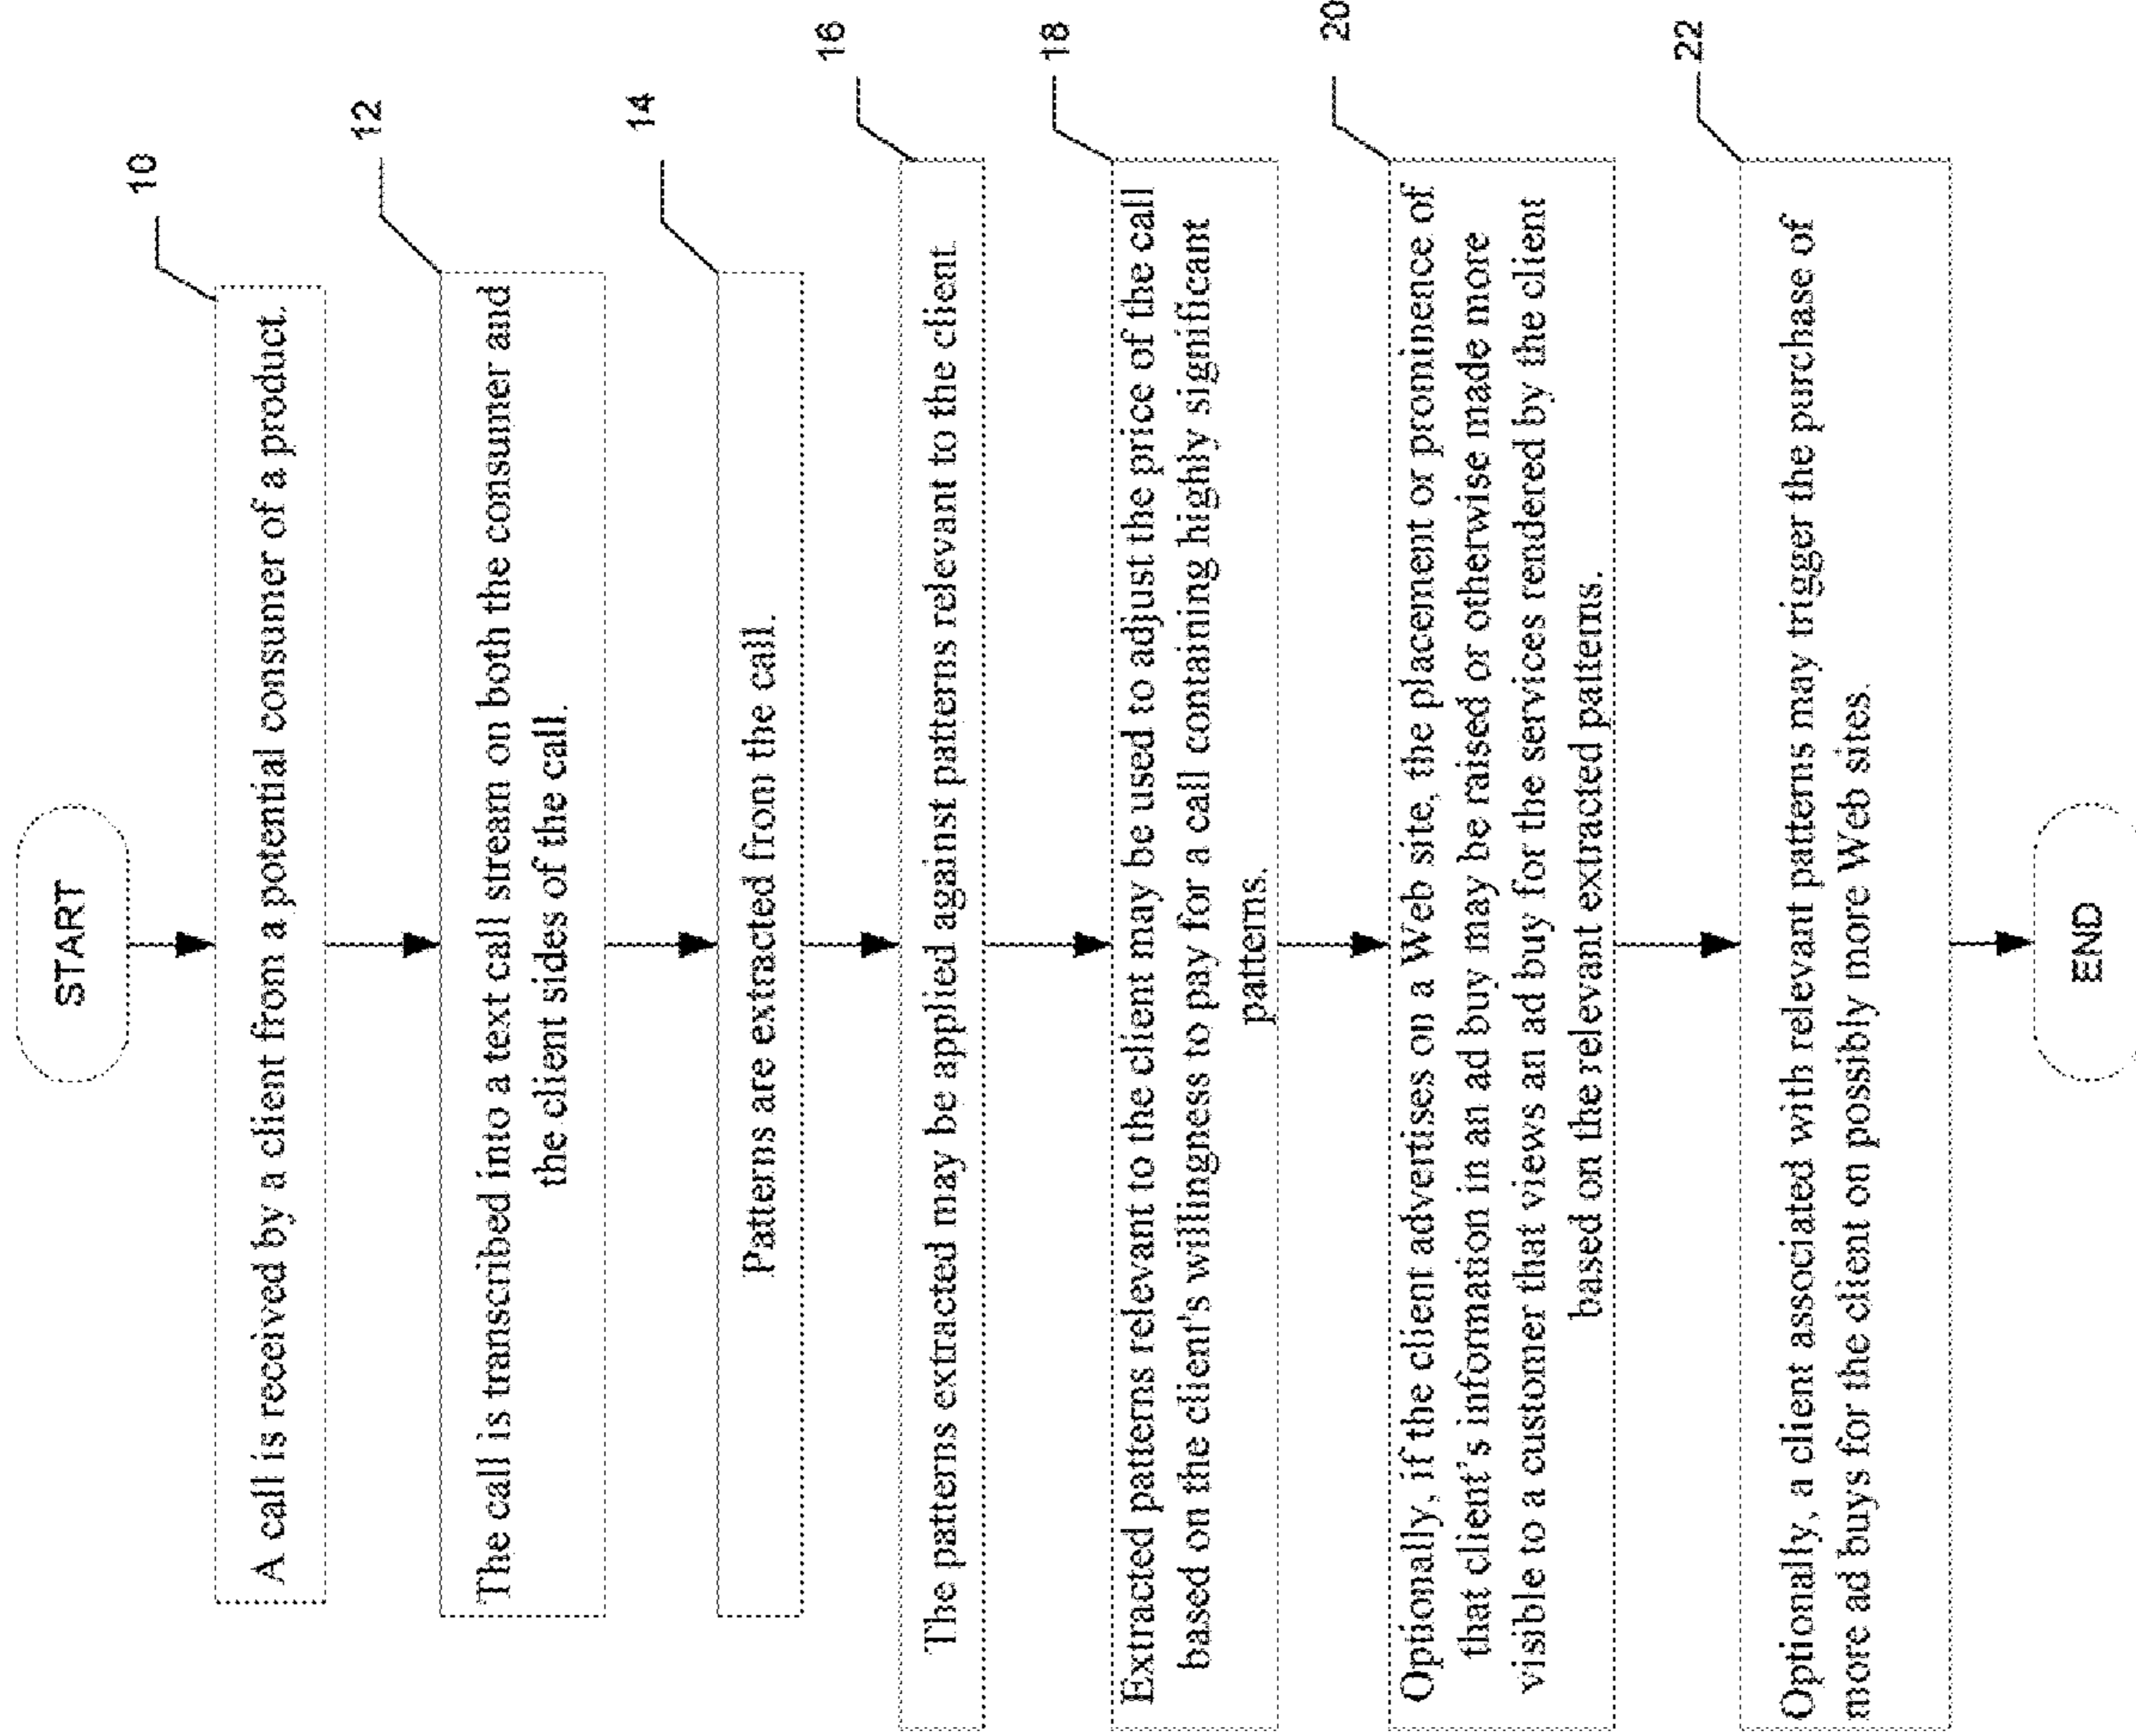 START
10
A call is received by a client from a potential consumer of a product.
12
The call is transcribed into a text call stream on both the consumer and
the client sides of the call.
14
Patterns are extracted from the call.
16
The patterns extracted may be applied against patterns relevant to the client
18
Extracted patterns relevant to the client may be used to adjust the price of the call
based on the client's willingness to pay for a call containing highly significant
patterns.
20
Optionally, if the client advertises on a Web site, the placement or prominence of
that client's information in an ad buy may be raised or otherwise made more
visible to a customer that views an ad buy for the services rendered by the client
based on the relevant extracted patterns.
22
Optionally, a client associated with relevant patterns may trigger the purchase of
more ad buys for the client on possibly more Web sites.
END